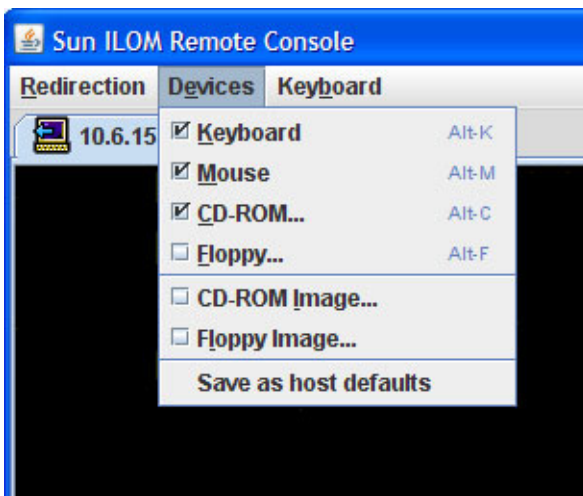 Sun ILOM Remote Console
Redirection Devices Keyboard
10.6.15
Keyboard Alt-K
Mouse Alt-M
CD-ROM... Alt-C
Floppy... Alt-F
CD-ROM Image...
Floppy Image...
Save as host defaults